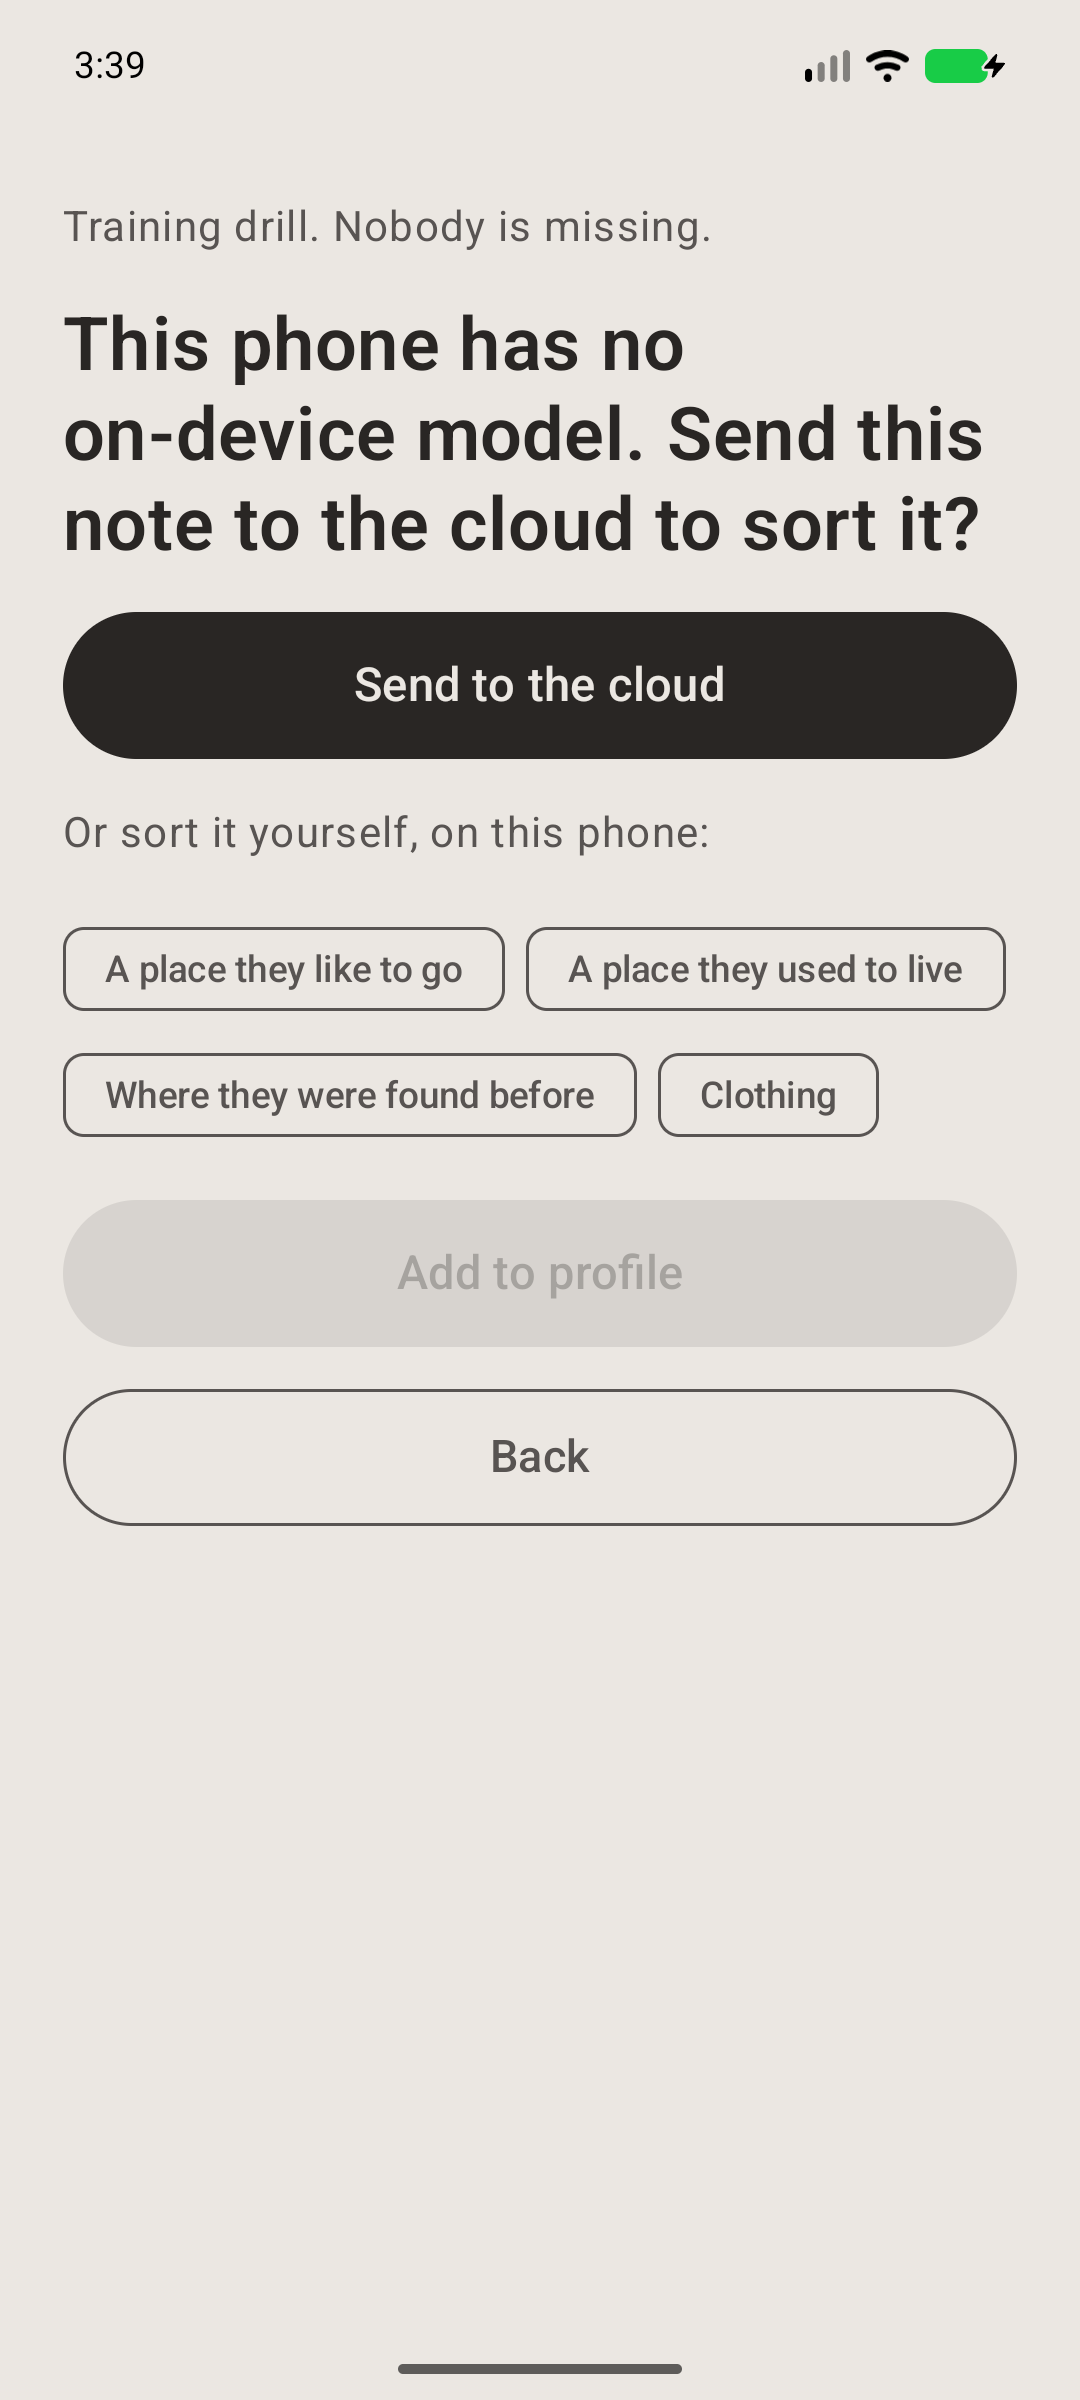 3:39
Training drill. Nobody is missing.
This phone has no
on-device model. Send this
note to the cloud to sort it?
Send to the cloud
Or sort it yourself, on this phone:
A place they like to go
A place they used to live
Where they were found before
Clothing
Add to profile
Back